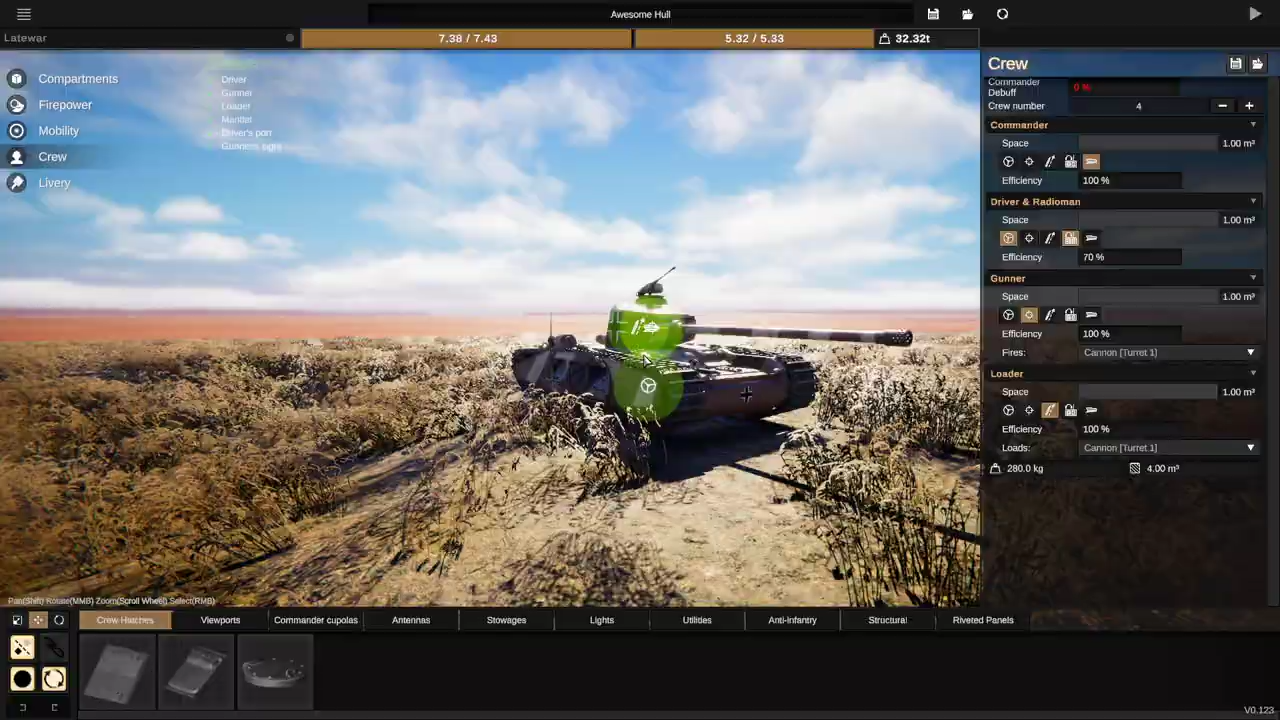 Awesome Hull
Latewar
7.38 / 7.43
5.32 / 5.33
32.32t
Compartments
Firepower
Mobility
Crew
Livery
Driver
Gunner
Loader
Mantlet
Driver's port
Gunners sight
Crew
Commander
Debuff
0 %
Crew number
4
Commander
Space
1.00 m³
Efficiency
100 %
Driver & Radioman
Space
1.00 m³
Efficiency
70 %
Gunner
Space
1.00 m³
Efficiency
100 %
Fires:
Cannon [Turret 1]
Loader
Space
1.00 m³
Efficiency
100 %
Loads:
Cannon [Turret 1]
280.0 kg
4.00 m³
Pan(Shift) Rotate(MMB) Zoom(Scroll Wheel) Select(RMB)
Crew Hatches
Viewports
Commander cupolas
Antennas
Stowages
Lights
Utilities
Anti-infantry
Structural
Riveted Panels
V0.123